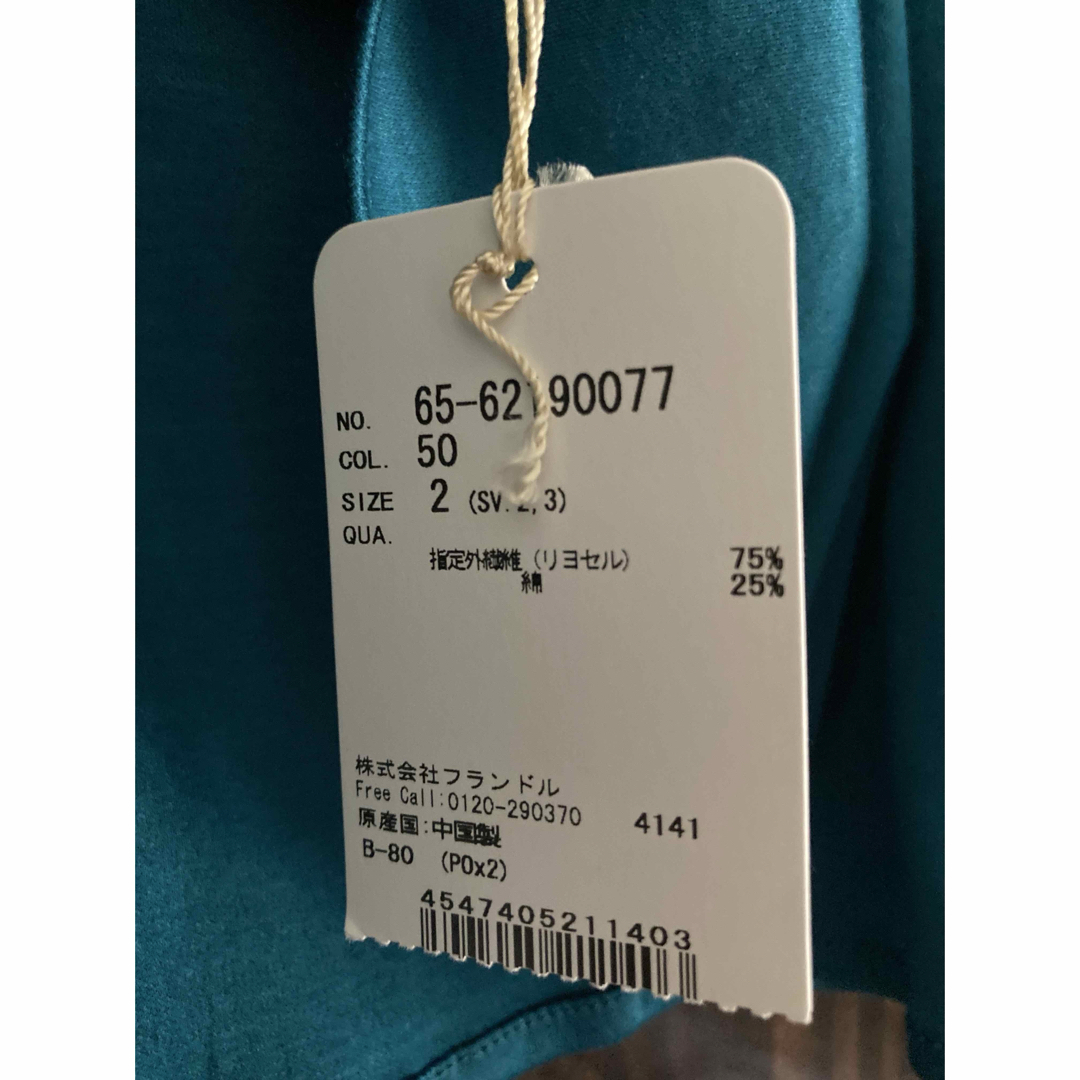 NO. 65-62190077
COL. 50
SIZE 2 (SV.2,3)
QUA.
指定外繊維 (リヨセル) 75%
綿 25%
株式会社フランドル
Free Call:0120-290370 4141
原産国:中国製
B-80 (P0x2)
4547405211403